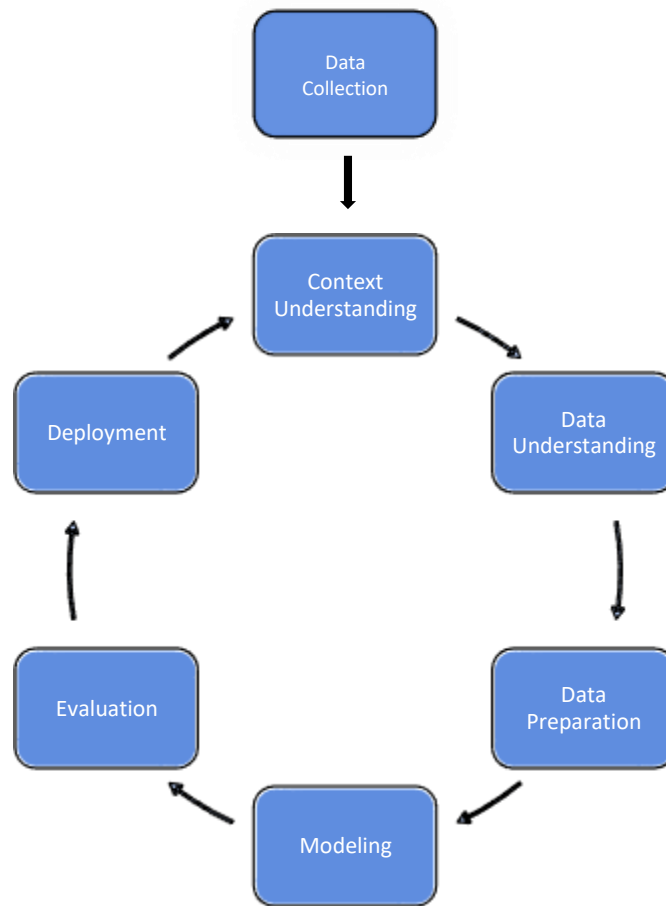 Data
Collection
Context
Understanding
Data
Understanding
Data
Preparation
Modeling
Evaluation
Deployment